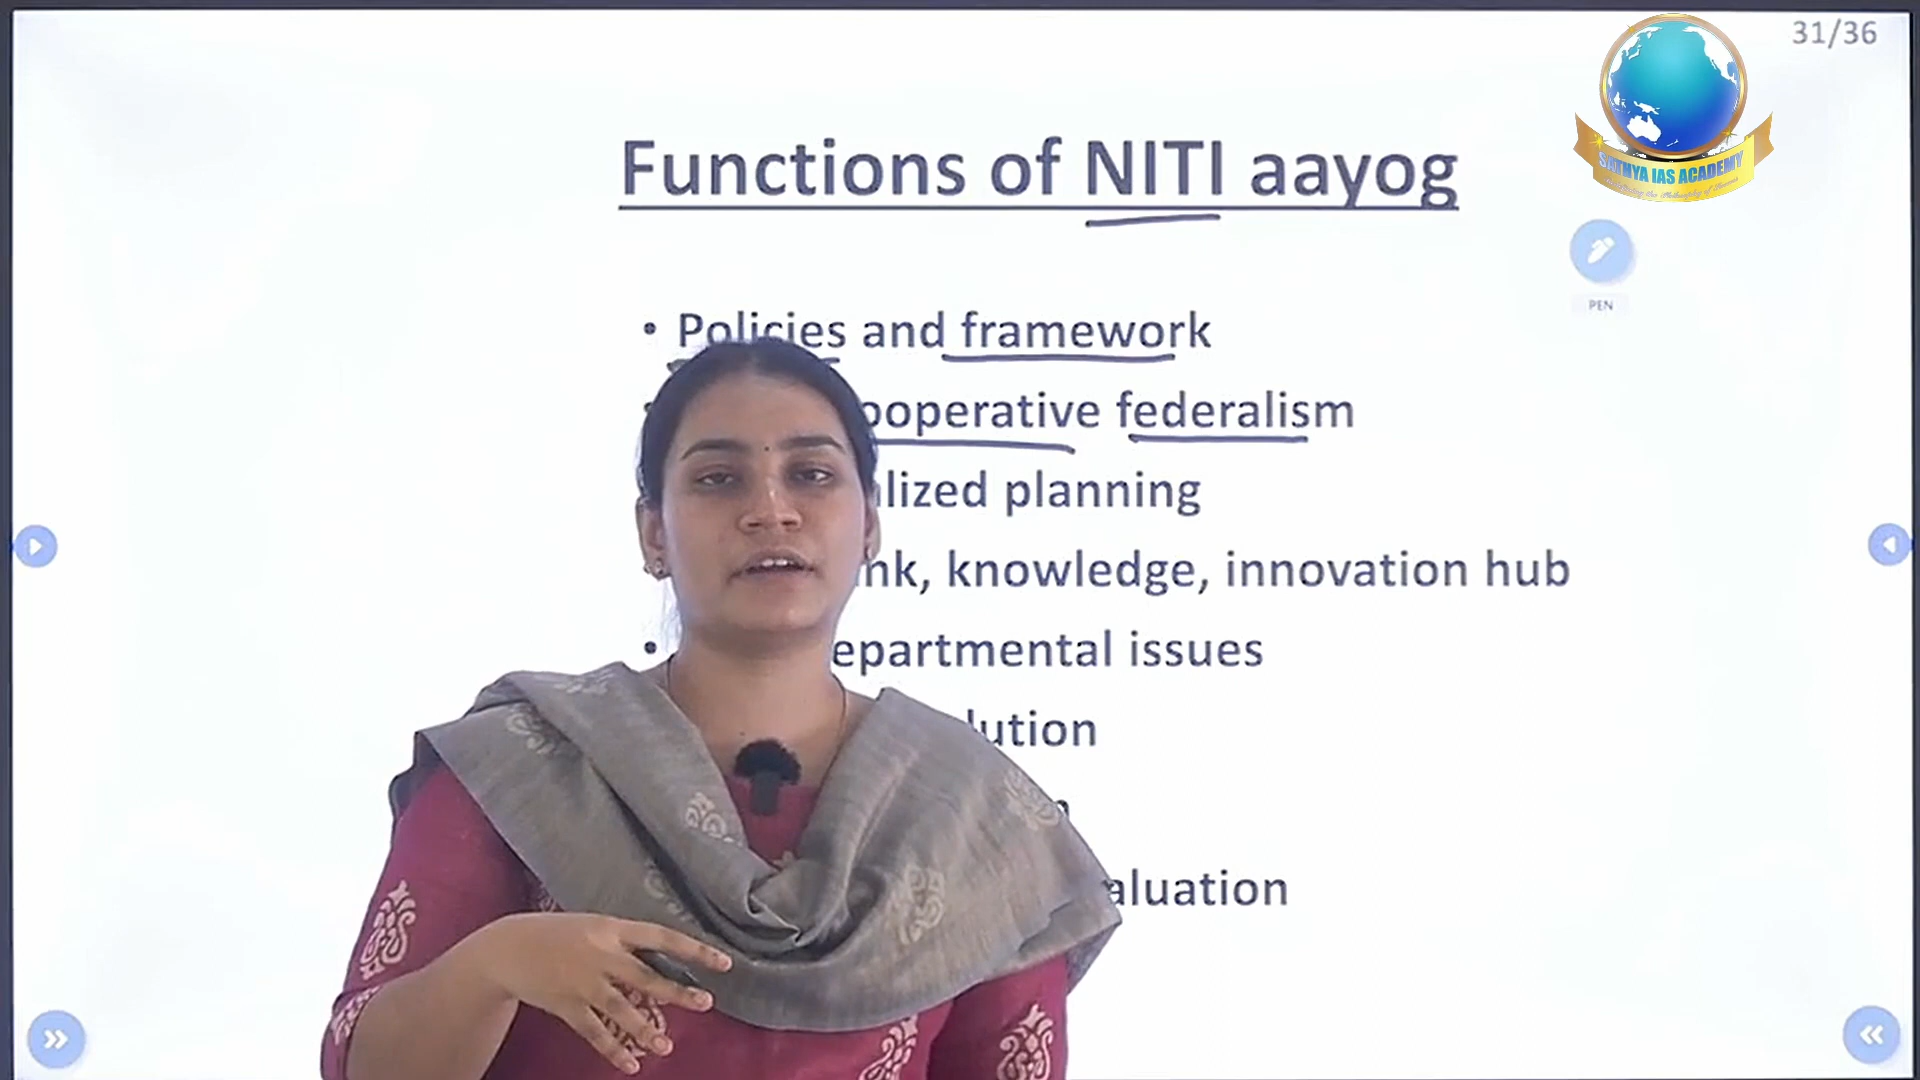 31/36
SATHYA IAS ACADEMY
Functions of NITI aayog
PEN
• Policies and framework
ooperative federalism
lized planning
nk, knowledge, innovation hub
• epartmental issues
lution
aluation